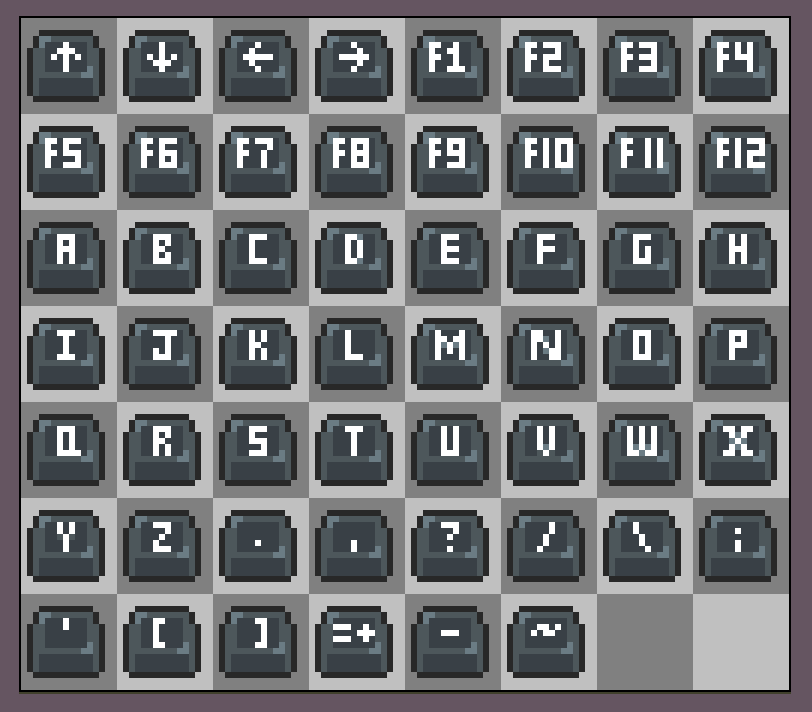 ↑ ↓ ← → F1 F2 F3 F4
F5 F6 F7 F8 F9 F10 F11 F12
A B C D E F G H
I J K L M N O P
Q R S T U V W X
Y Z . , ? / \ ;
' [ ] =+ - ~